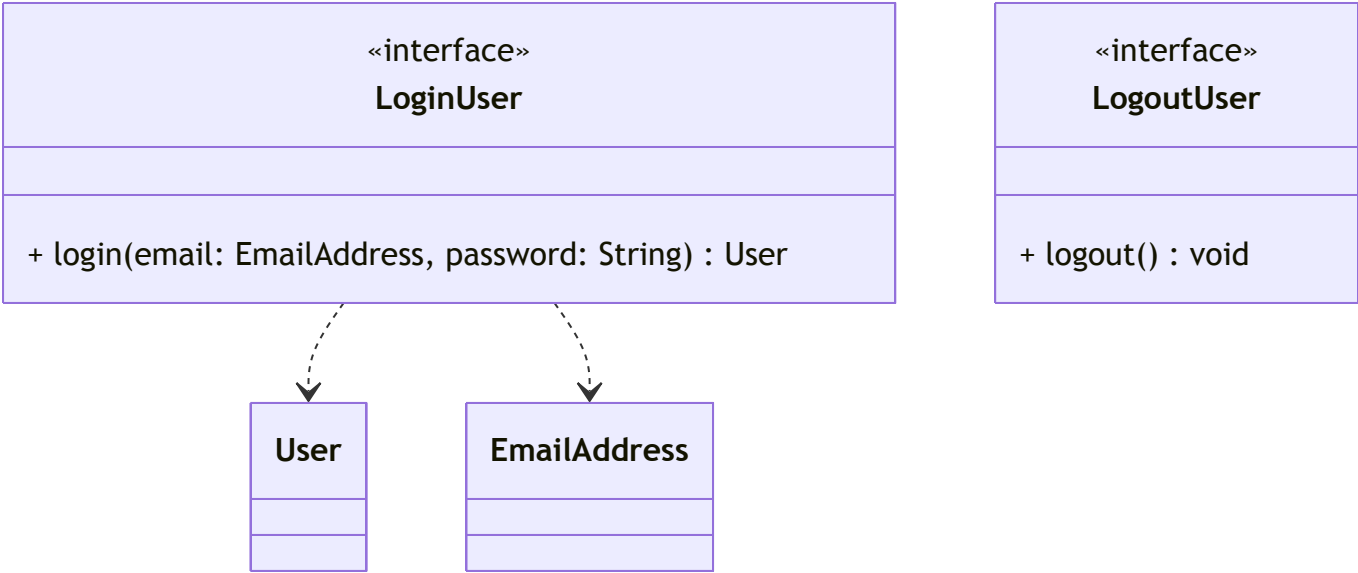 «interface»
LoginUser
+ login(email: EmailAddress, password: String) : User
«interface»
LogoutUser
+ logout() : void
User
EmailAddress